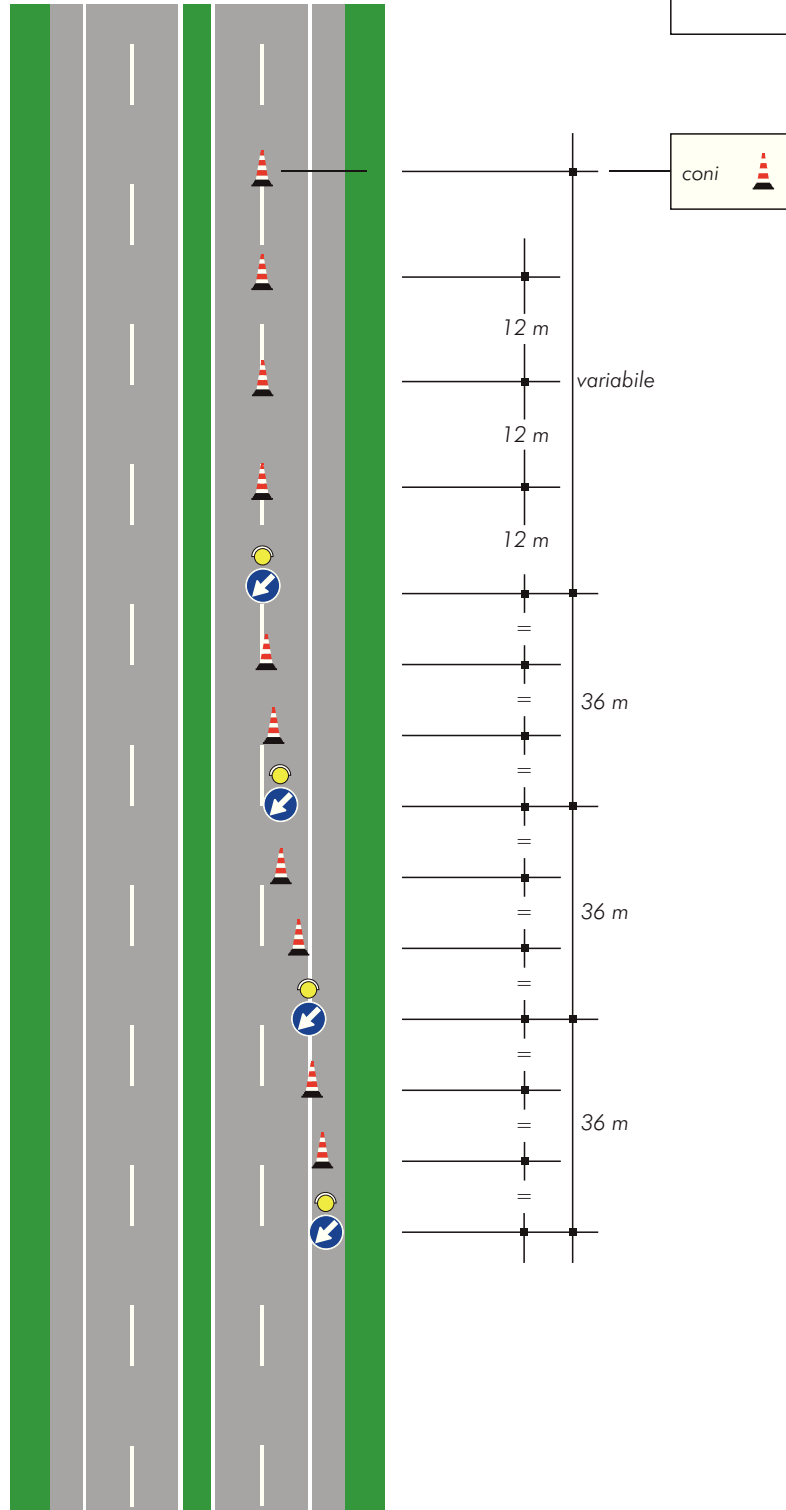 coni
12 m
variabile
12 m
12 m
=
=
36 m
=
=
=
36 m
=
=
=
36 m
=